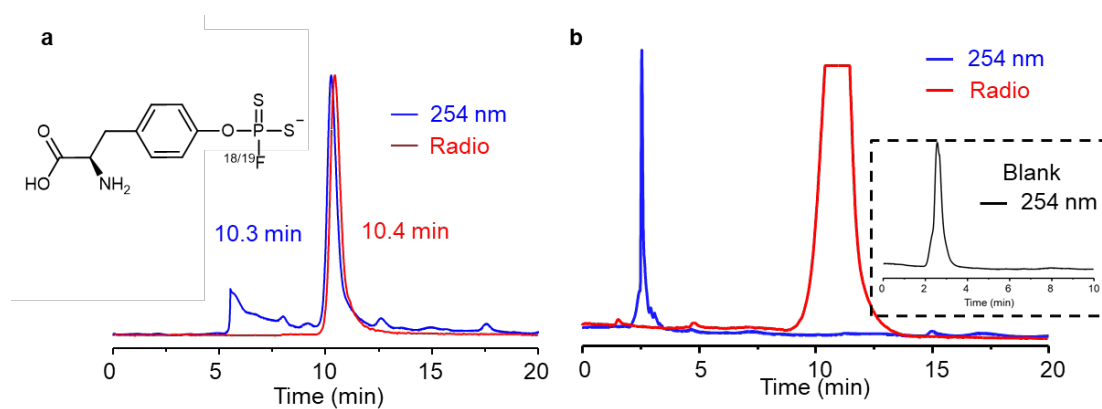 a
254 nm
Radio
S
O
P
S−
O
18/19F
HO
NH2
10.3 min
10.4 min
0
5
10
15
20
Time (min)
b
254 nm
Radio
Blank
254 nm
0
2
4
6
8
10
Time (min)
0
5
10
15
20
Time (min)